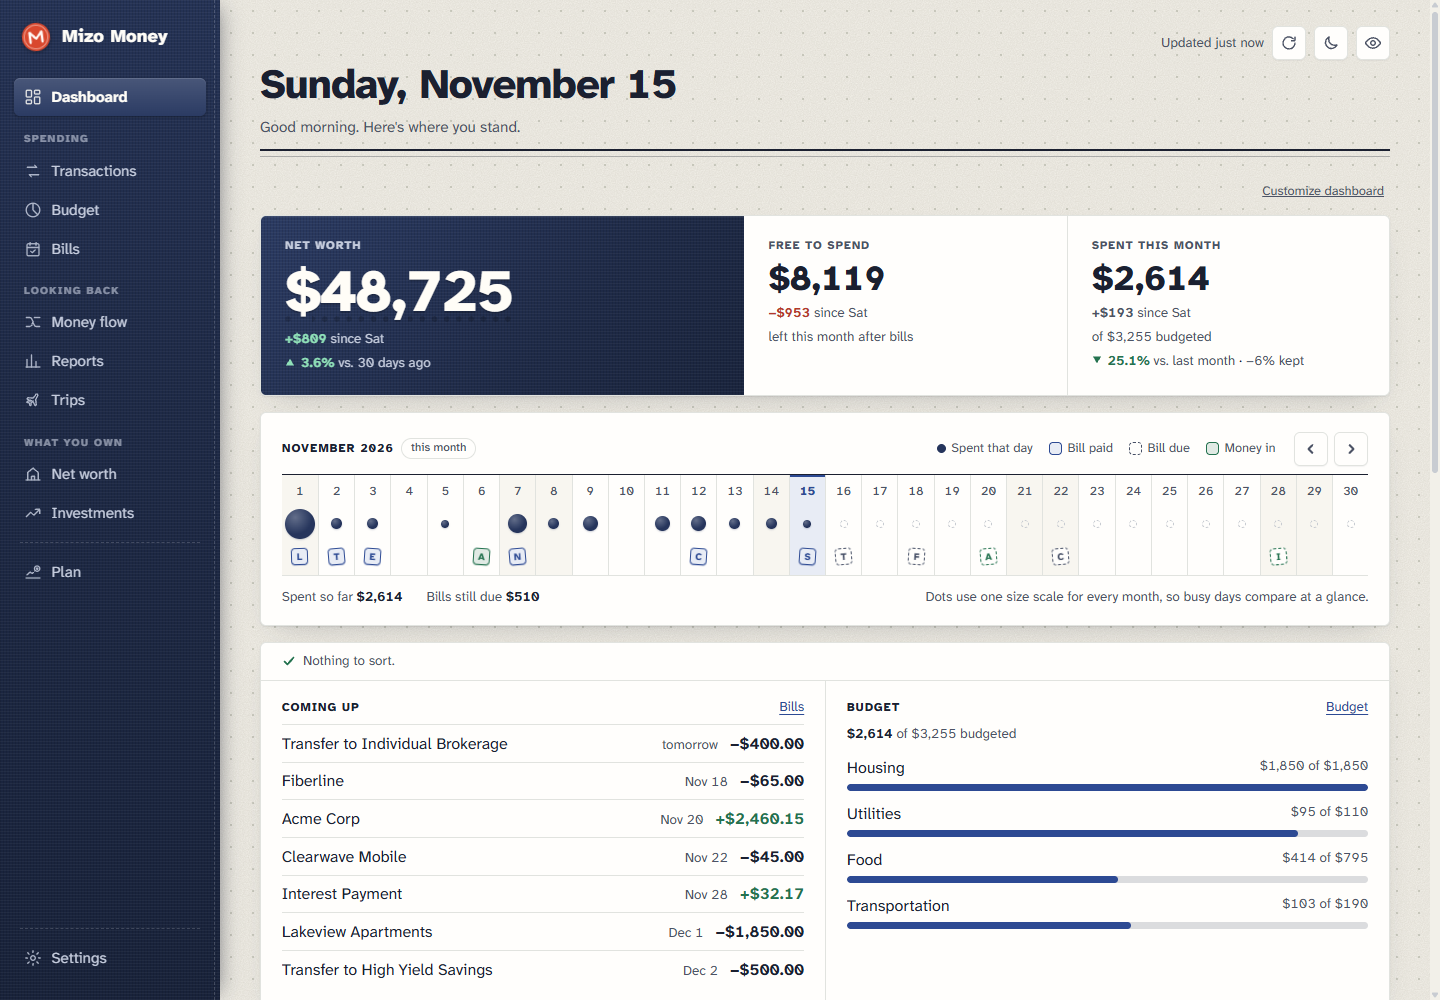 Mizo Money
Dashboard
SPENDING
Transactions
Budget
Bills
LOOKING BACK
Money flow
Reports
Trips
WHAT YOU OWN
Net worth
Investments
Plan
Settings
Updated just now
Sunday, November 15
Good morning. Here's where you stand.
Customize dashboard
NET WORTH
$48,725
+$809 since Sat
▲ 3.6% vs. 30 days ago
FREE TO SPEND
$8,119
−$953 since Sat
left this month after bills
SPENT THIS MONTH
$2,614
+$193 since Sat
of $3,255 budgeted
▼ 25.1% vs. last month · −6% kept
NOVEMBER 2026 this month
Spent that day Bill paid Bill due Money in
1 2 3 4 5 6 7 8 9 10 11 12 13 14 15 16 17 18 19 20 21 22 23 24 25 26 27 28 29 30
L T E A N C S T F A C I
Spent so far $2,614 Bills still due $510
Dots use one size scale for every month, so busy days compare at a glance.
Nothing to sort.
COMING UP Bills
Transfer to Individual Brokerage tomorrow −$400.00
Fiberline Nov 18 −$65.00
Acme Corp Nov 20 +$2,460.15
Clearwave Mobile Nov 22 −$45.00
Interest Payment Nov 28 +$32.17
Lakeview Apartments Dec 1 −$1,850.00
Transfer to High Yield Savings Dec 2 −$500.00
BUDGET Budget
$2,614 of $3,255 budgeted
Housing $1,850 of $1,850
Utilities $95 of $110
Food $414 of $795
Transportation $103 of $190